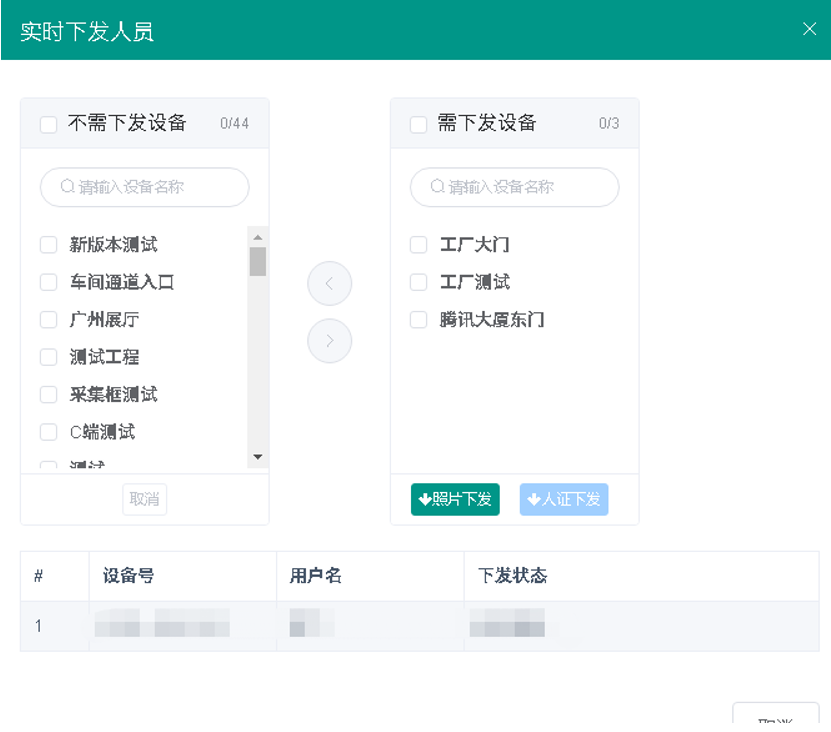 实时下发人员
不需下发设备 0/44
请输入设备名称
新版本测试
车间通道入口
广州展厅
测试工程
采集框测试
C端测试
测试
取消
需下发设备 0/3
请输入设备名称
工厂大门
工厂测试
腾讯大厦东门
照片下发 人证下发
# 设备号 用户名 下发状态
1
取消